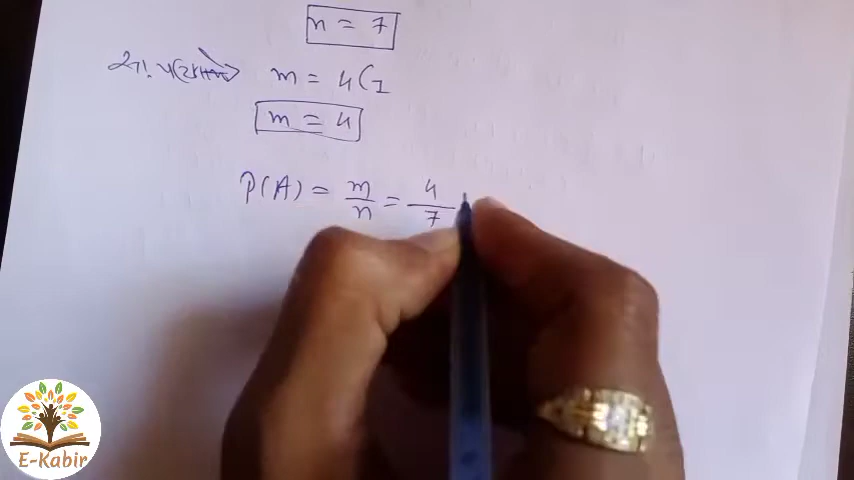 n = 7
m = 4C1
m = 4
P(A) = m/n = 4/7
E-Kabir